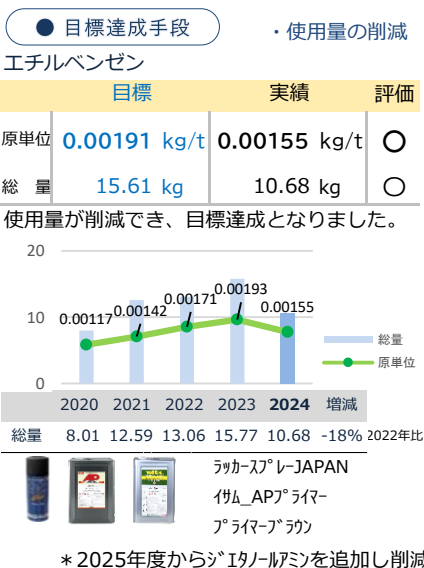 ● 目標達成手段 ・使用量の削減
エチルベンゼン
目標 実績 評価
原単位 0.00191 kg/t 0.00155 kg/t 〇
総 量 15.61 kg 10.68 kg 〇
使用量が削減でき、目標達成となりました。
20
10
0
0.00117 0.00142 0.00171 0.00193 0.00155
総量
原単位
2020 2021 2022 2023 2024 増減
総量 8.01 12.59 13.06 15.77 10.68 -18% 2022年比
ﾗｯｶｰｽﾌﾟﾚｰJAPAN
ｲｻﾑ_APﾌﾟﾗｲﾏｰ
ﾌﾟﾗｲﾏｰﾌﾞﾗｳﾝ
＊2025年度からｼﾞｴﾀﾉｰﾙｱﾐﾝを追加し削減